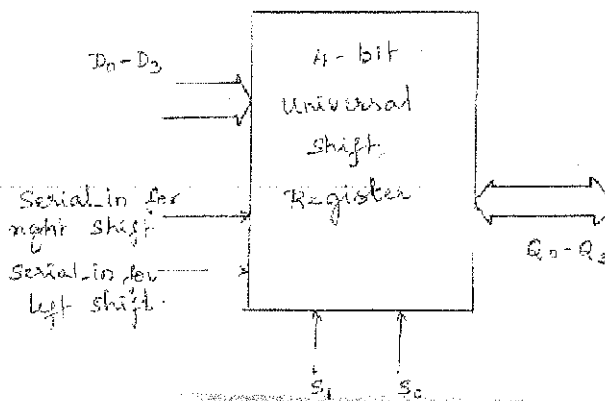 D0-D3
4-bit
Universal
Shift
Register
Serial-in for
right shift
Serial-in for
left shift.
Q0-Q3
S1
S0